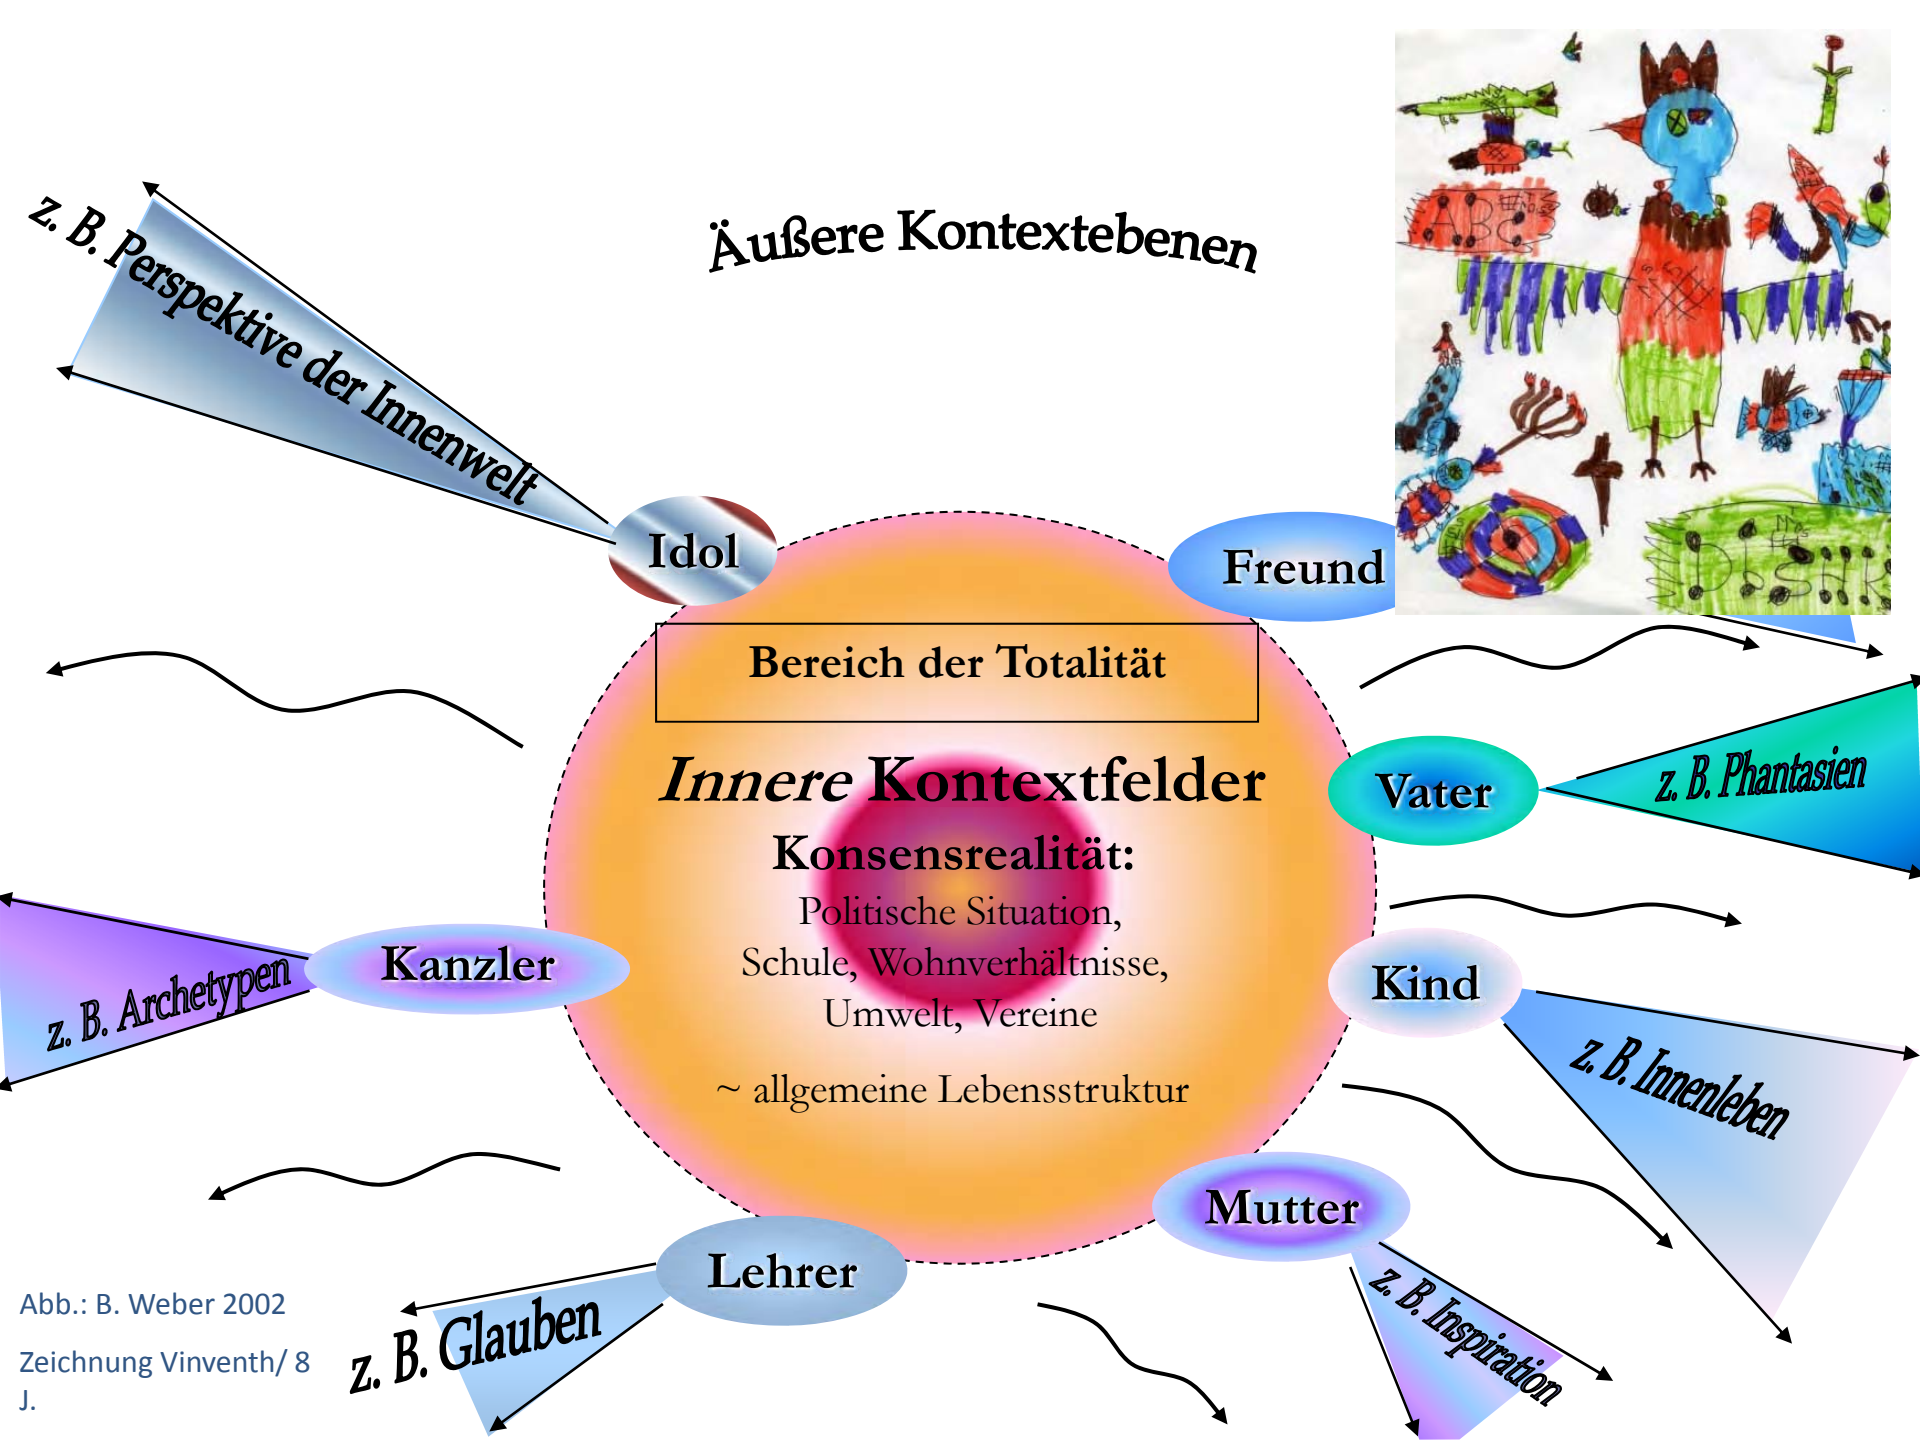 Äußere Kontextebenen
z. B. Perspektive der Innenwelt
ABC
Idol
Freund
Bereich der Totalität
Innere Kontextfelder
Konsensrealität:
Politische Situation,
Schule, Wohnverhältnisse,
Umwelt, Vereine
~ allgemeine Lebensstruktur
Vater
z. B. Phantasien
Kanzler
z. B. Archetypen
Kind
z. B. Innenleben
Mutter
z. B. Inspiration
Lehrer
z. B. Glauben
Abb.: B. Weber 2002
Zeichnung Vinventh/ 8
J.